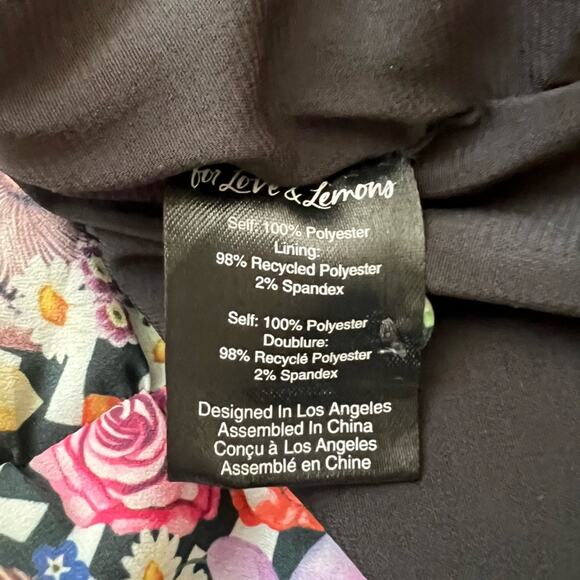 for Love & Lemons
Self: 100% Polyester
Lining:
98% Recycled Polyester
2% Spandex
Self: 100% Polyester
Doublure:
98% Recyclé Polyester
2% Spandex
Designed In Los Angeles
Assembled In China
Conçu à Los Angeles
Assemblé en Chine